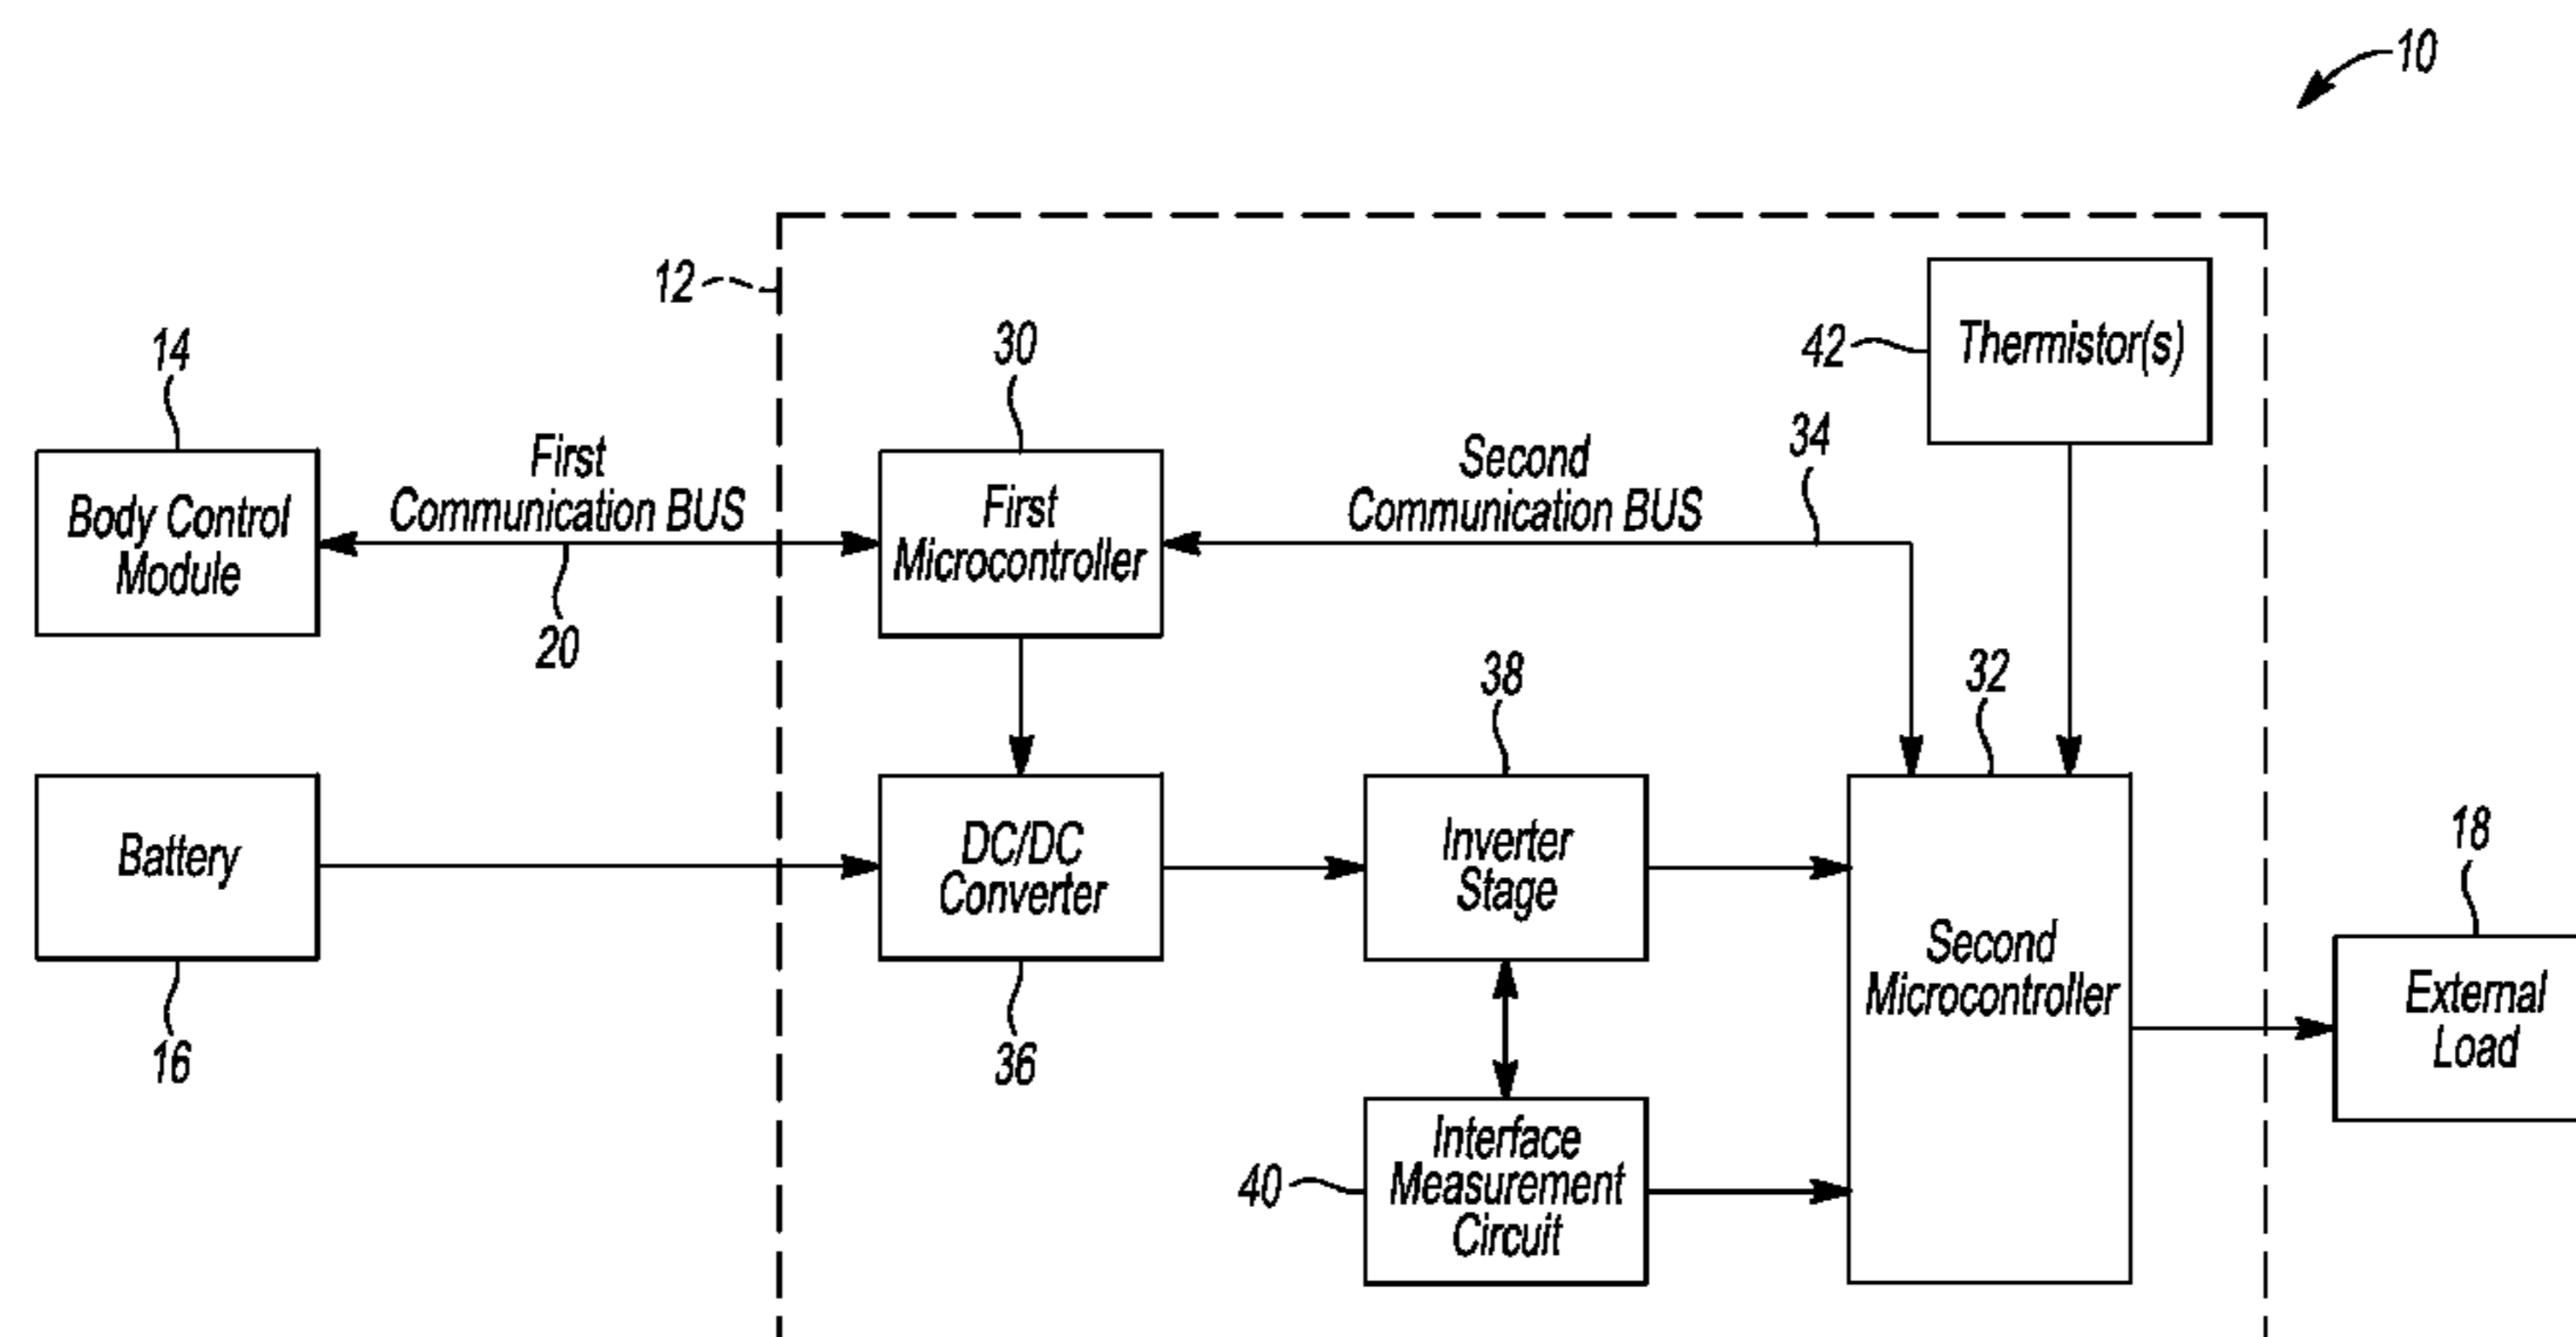 10
12
14
30
42
Thermistor(s)
First
Communication BUS
Second
Communication BUS
34
Body Control
Module
First
Microcontroller
20
38
32
Battery
DC/DC
Converter
Inverter
Stage
18
Second
Microcontroller
External
Load
16
36
40
Interface
Measurement
Circuit